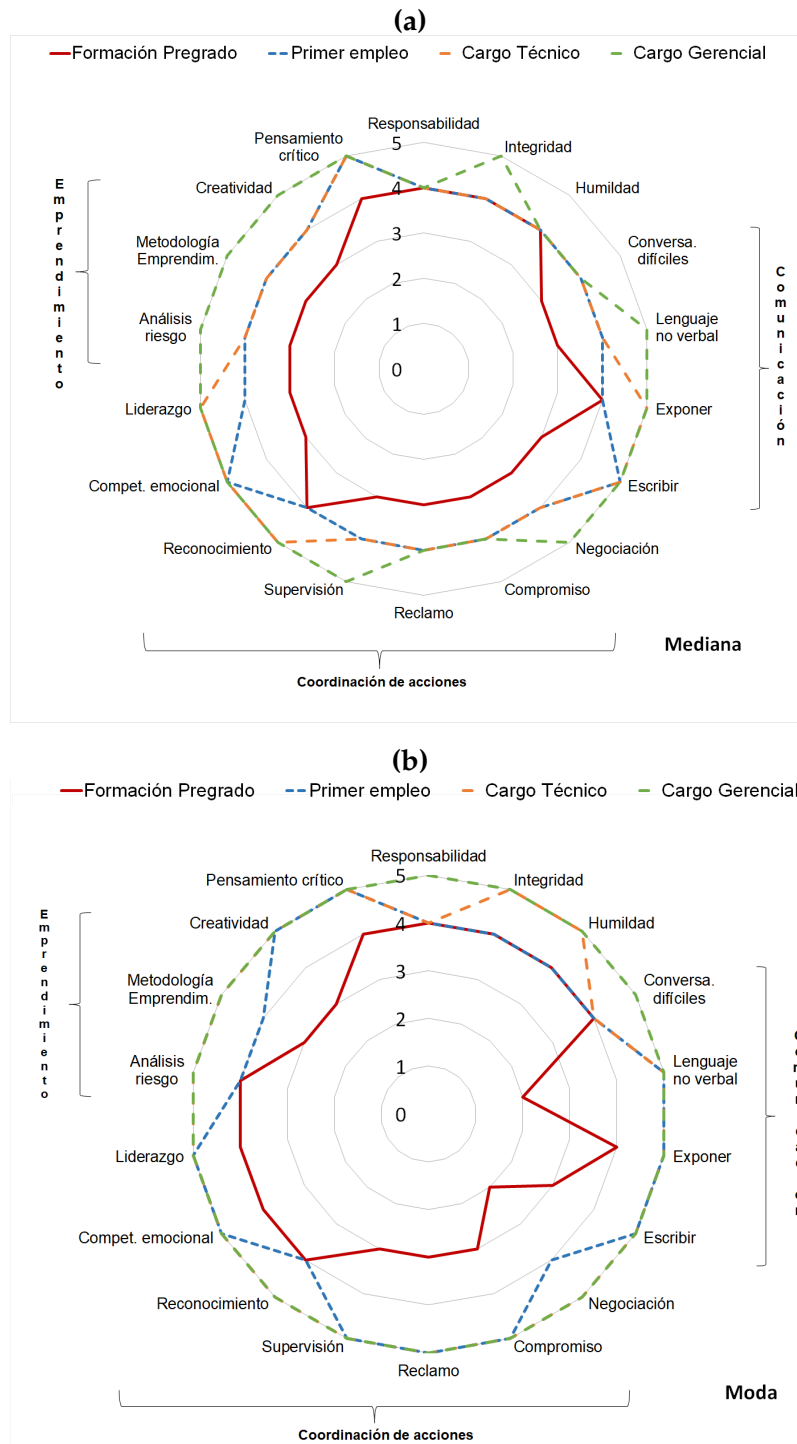 (a)
Formación Pregrado Primer empleo Cargo Técnico Cargo Gerencial
Responsabilidad
Integridad
Humildad
Conversa.
difíciles
Lenguaje
no verbal
Exponer
Escribir
Negociación
Compromiso
Reclamo
Supervisión
Reconocimiento
Compet. emocional
Liderazgo
Análisis
riesgo
Metodología
Emprendim.
Creatividad
Pensamiento
crítico
5
4
3
2
1
0
Emprendimiento
Comunicación
Coordinación de acciones
Mediana
(b)
Formación Pregrado Primer empleo Cargo Técnico Cargo Gerencial
Responsabilidad
Integridad
Humildad
Conversa.
difíciles
Lenguaje
no verbal
Exponer
Escribir
Negociación
Compromiso
Reclamo
Supervisión
Reconocimiento
Compet. emocional
Liderazgo
Análisis
riesgo
Metodología
Emprendim.
Creatividad
Pensamiento crítico
5
4
3
2
1
0
Emprendimiento
Coordinación de acciones
Moda